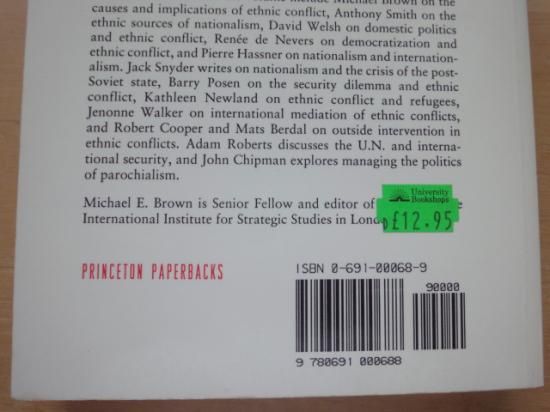 causes and implications of ethnic conflict, Anthony Smith on the
ethnic sources of nationalism, David Welsh on domestic politics
and ethnic conflict, Renée de Nevers on democratization and
ethnic conflict, and Pierre Hassner on nationalism and internation-
alism. Jack Snyder writes on nationalism and the crisis of the post-
Soviet state, Barry Posen on the security dilemma and ethnic
conflict, Kathleen Newland on ethnic conflict and refugees,
Jenonne Walker on international mediation of ethnic conflicts,
and Robert Cooper and Mats Berdal on outside intervention in
ethnic conflicts. Adam Roberts discusses the U.N. and interna-
tional security, and John Chipman explores managing the politics
of parochialism.
Michael E. Brown is Senior Fellow and editor of
International Institute for Strategic Studies in
University
Bookshops
£12.95
PRINCETON PAPERBACKS
ISBN 0-691-00068-9
90000
9 780691 000688